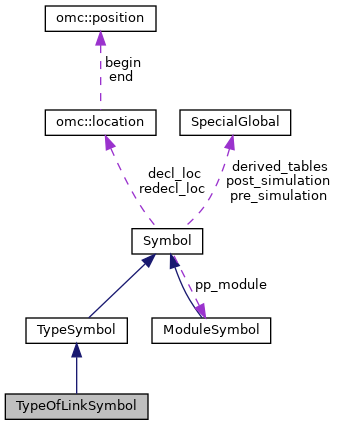 omc::position
begin
end
omc::location
SpecialGlobal
decl_loc
redecl_loc
derived_tables
post_simulation
pre_simulation
Symbol
pp_module
TypeSymbol
ModuleSymbol
TypeOfLinkSymbol